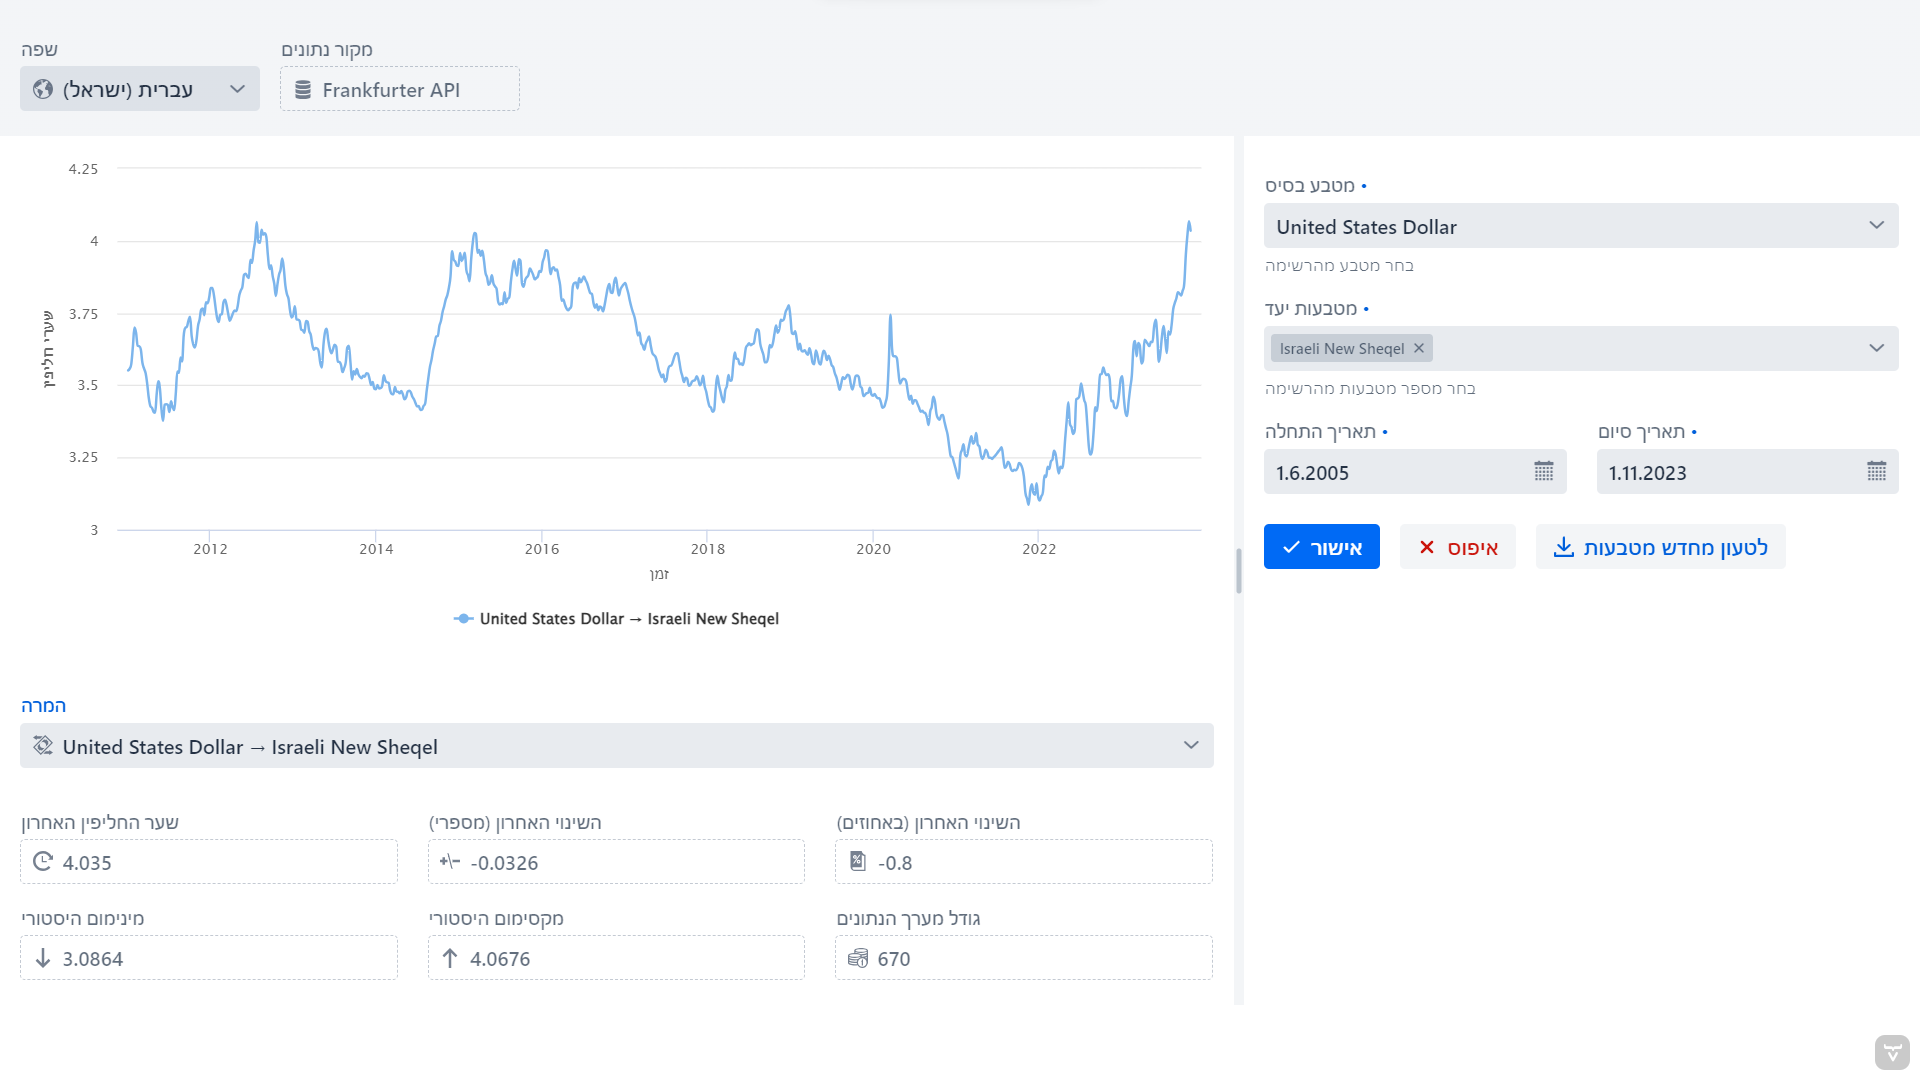 שפה
מקור נתונים
עברית (ישראל)
Frankfurter API
4.25
4
3.75
3.5
3.25
3
שערי חליפין
2012
2014
2016
2018
2020
2022
זמן
United States Dollar → Israeli New Sheqel
המרה
United States Dollar → Israeli New Sheqel
שער החליפין האחרון
השינוי האחרון (מספרי)
השינוי האחרון (באחוזים)
4.035
-0.0326
-0.8
מינימום היסטורי
מקסימום היסטורי
גודל מערך הנתונים
3.0864
4.0676
670
מטבע בסיס •
United States Dollar
בחר מטבע מהרשימה
מטבעות יעד •
Israeli New Sheqel
בחר מספר מטבעות מהרשימה
תאריך התחלה •
תאריך סיום •
1.6.2005
1.11.2023
אישור
איפוס
לטעון מחדש מטבעות